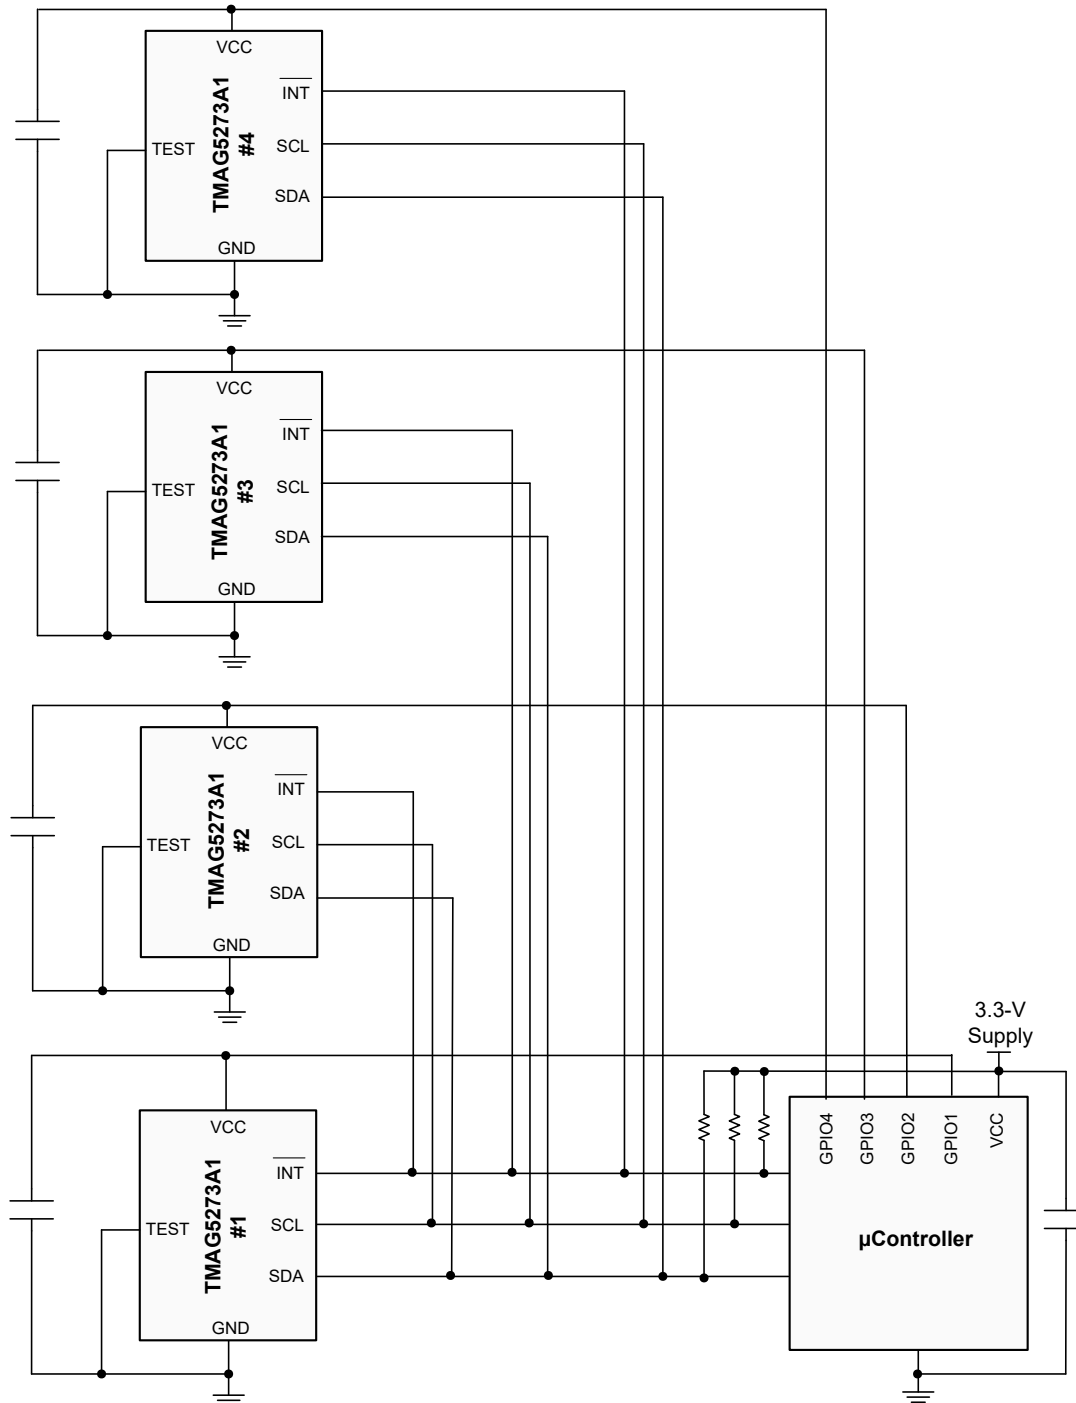 VCC
INT
TMAG5273A1
#4
SCL
TEST
SDA
GND
VCC
INT
TMAG5273A1
#3
SCL
TEST
SDA
GND
VCC
INT
TMAG5273A1
#2
SCL
TEST
SDA
GND
3.3-V
Supply
VCC
INT
TMAG5273A1
#1
SCL
TEST
SDA
GND
GPIO4
GPIO3
GPIO2
GPIO1
VCC
µController